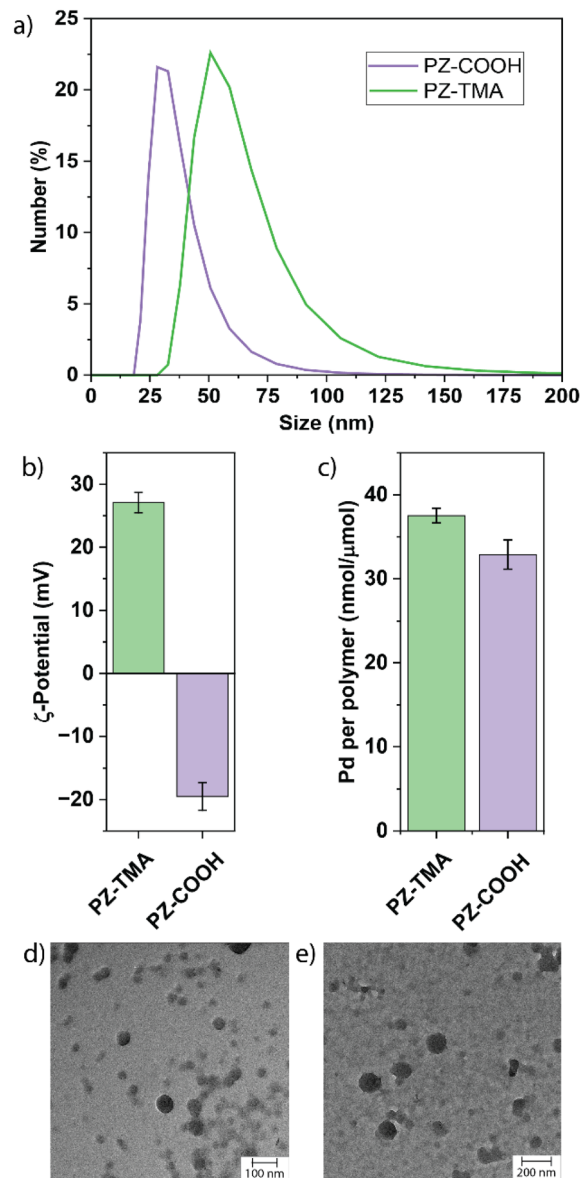 a)
PZ-COOH
PZ-TMA
Number (%)
25
20
15
10
5
0
0 25 50 75 100 125 150 175 200
Size (nm)
b)
ζ-Potential (mV)
30
20
10
0
−10
−20
PZ-TMA
PZ-COOH
c)
Pd per polymer (nmol/μmol)
40
30
20
10
0
PZ-TMA
PZ-COOH
d)
100 nm
e)
200 nm